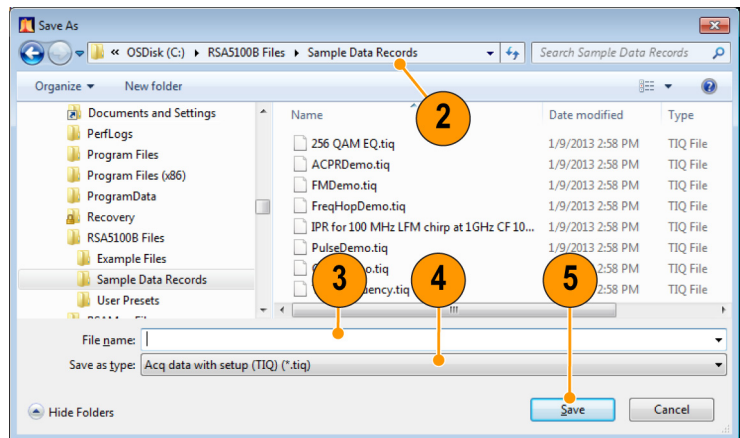 Save As
« OSDisk (C:) ▸ RSA5100B Files ▸ Sample Data Records
Search Sample Data Records
Organize ▼ New folder
Documents and Settings
PerfLogs
Program Files
Program Files (x86)
ProgramData
Recovery
RSA5100B Files
Example Files
Sample Data Records
User Presets
Name Date modified Type
2
256 QAM EQ.tiq 1/9/2013 2:58 PM TIQ File
ACPRDemo.tiq 1/9/2013 2:58 PM TIQ File
FMDemo.tiq 1/9/2013 2:58 PM TIQ File
FreqHopDemo.tiq 1/9/2013 2:58 PM TIQ File
IPR for 100 MHz LFM chirp at 1GHz CF 10... 1/9/2013 2:58 PM TIQ File
PulseDemo.tiq 1/9/2013 2:58 PM TIQ File
2:58 PM TIQ File
2:58 PM TIQ File
3
4
5
File name:
Save as type: Acq data with setup (TIQ) (*.tiq)
Hide Folders
Save
Cancel